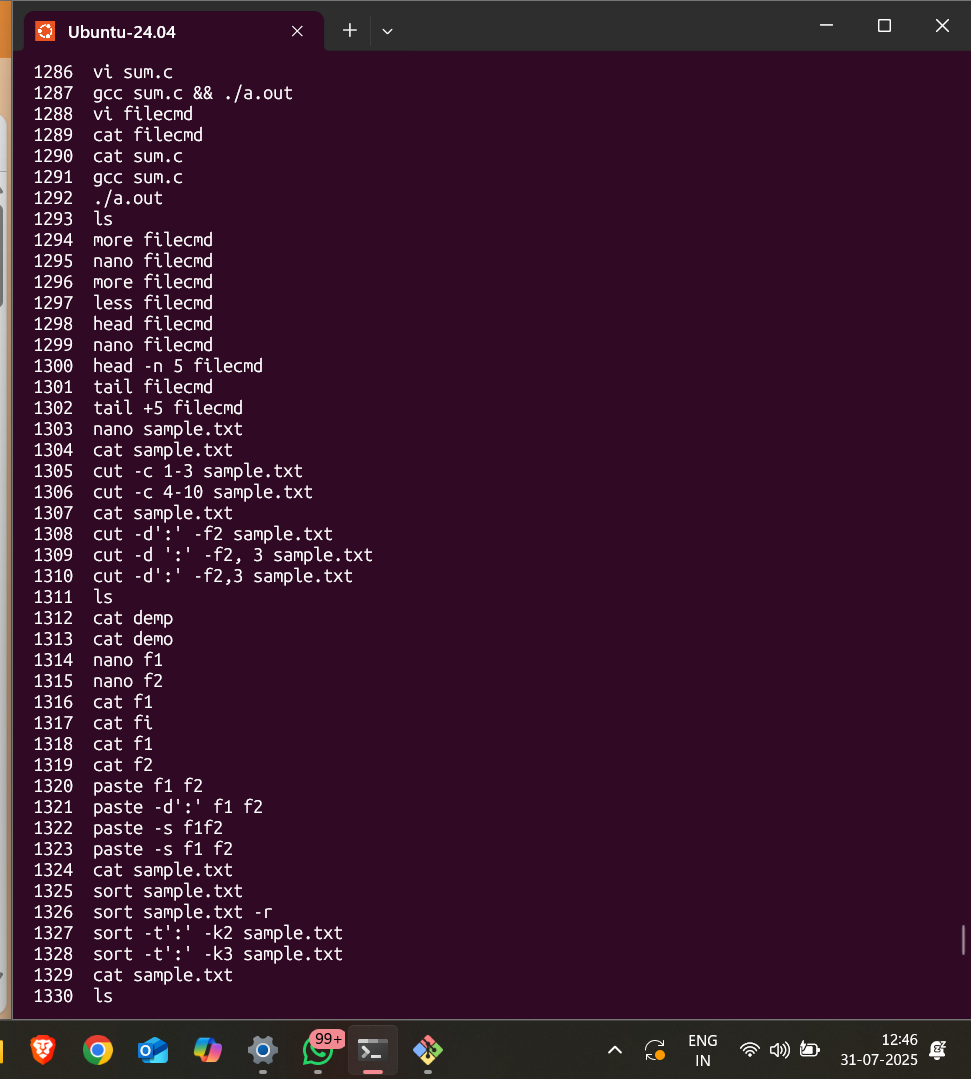 Ubuntu-24.04
1286 vi sum.c
1287 gcc sum.c && ./a.out
1288 vi filecmd
1289 cat filecmd
1290 cat sum.c
1291 gcc sum.c
1292 ./a.out
1293 ls
1294 more filecmd
1295 nano filecmd
1296 more filecmd
1297 less filecmd
1298 head filecmd
1299 nano filecmd
1300 head -n 5 filecmd
1301 tail filecmd
1302 tail +5 filecmd
1303 nano sample.txt
1304 cat sample.txt
1305 cut -c 1-3 sample.txt
1306 cut -c 4-10 sample.txt
1307 cat sample.txt
1308 cut -d':' -f2 sample.txt
1309 cut -d ':' -f2, 3 sample.txt
1310 cut -d':' -f2,3 sample.txt
1311 ls
1312 cat demp
1313 cat demo
1314 nano f1
1315 nano f2
1316 cat f1
1317 cat fi
1318 cat f1
1319 cat f2
1320 paste f1 f2
1321 paste -d':' f1 f2
1322 paste -s f1f2
1323 paste -s f1 f2
1324 cat sample.txt
1325 sort sample.txt
1326 sort sample.txt -r
1327 sort -t':' -k2 sample.txt
1328 sort -t':' -k3 sample.txt
1329 cat sample.txt
1330 ls
99+
ENG
IN
12:46
31-07-2025